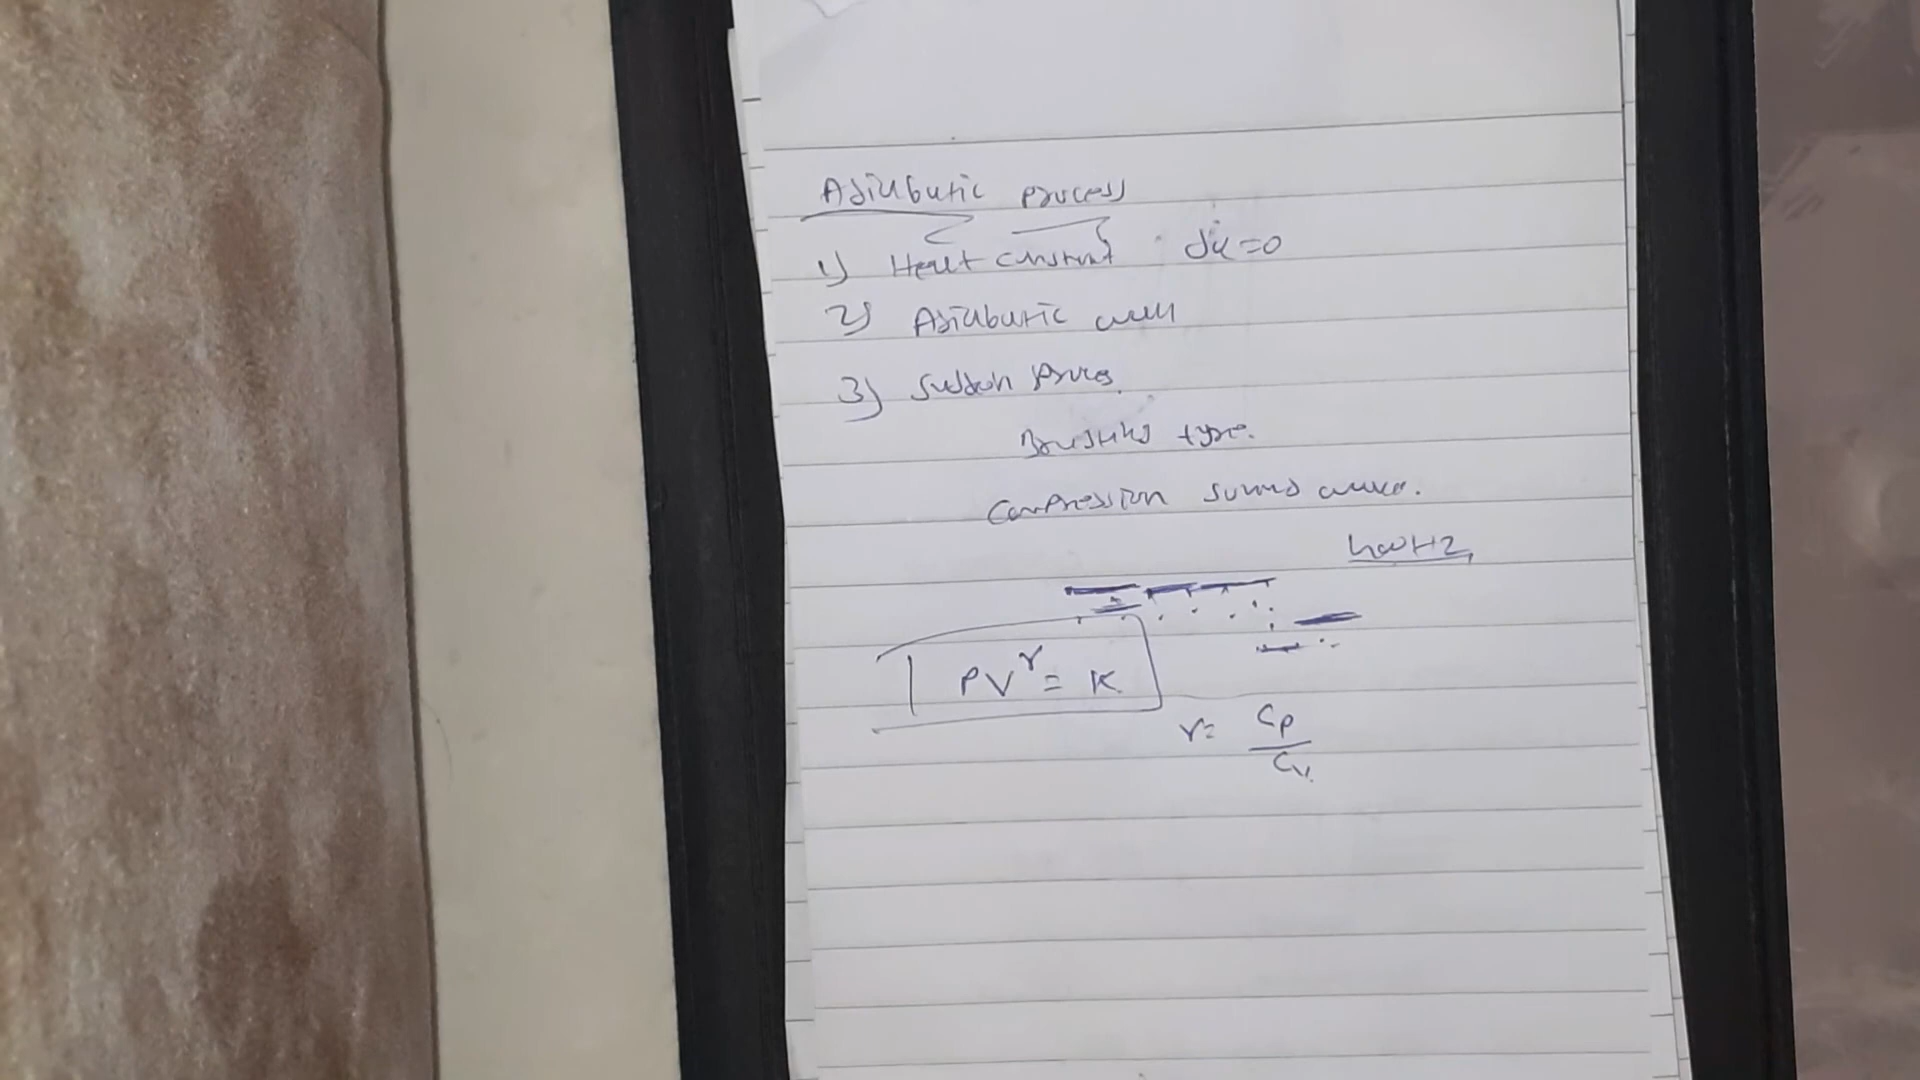 Adiabatic process
1) Heat constant du=0
2) Adiabatic wall
3) Sudden process.
Bursting tyre.
Compression sound wave.
PV^γ = K.
γ= Cp/Cv.